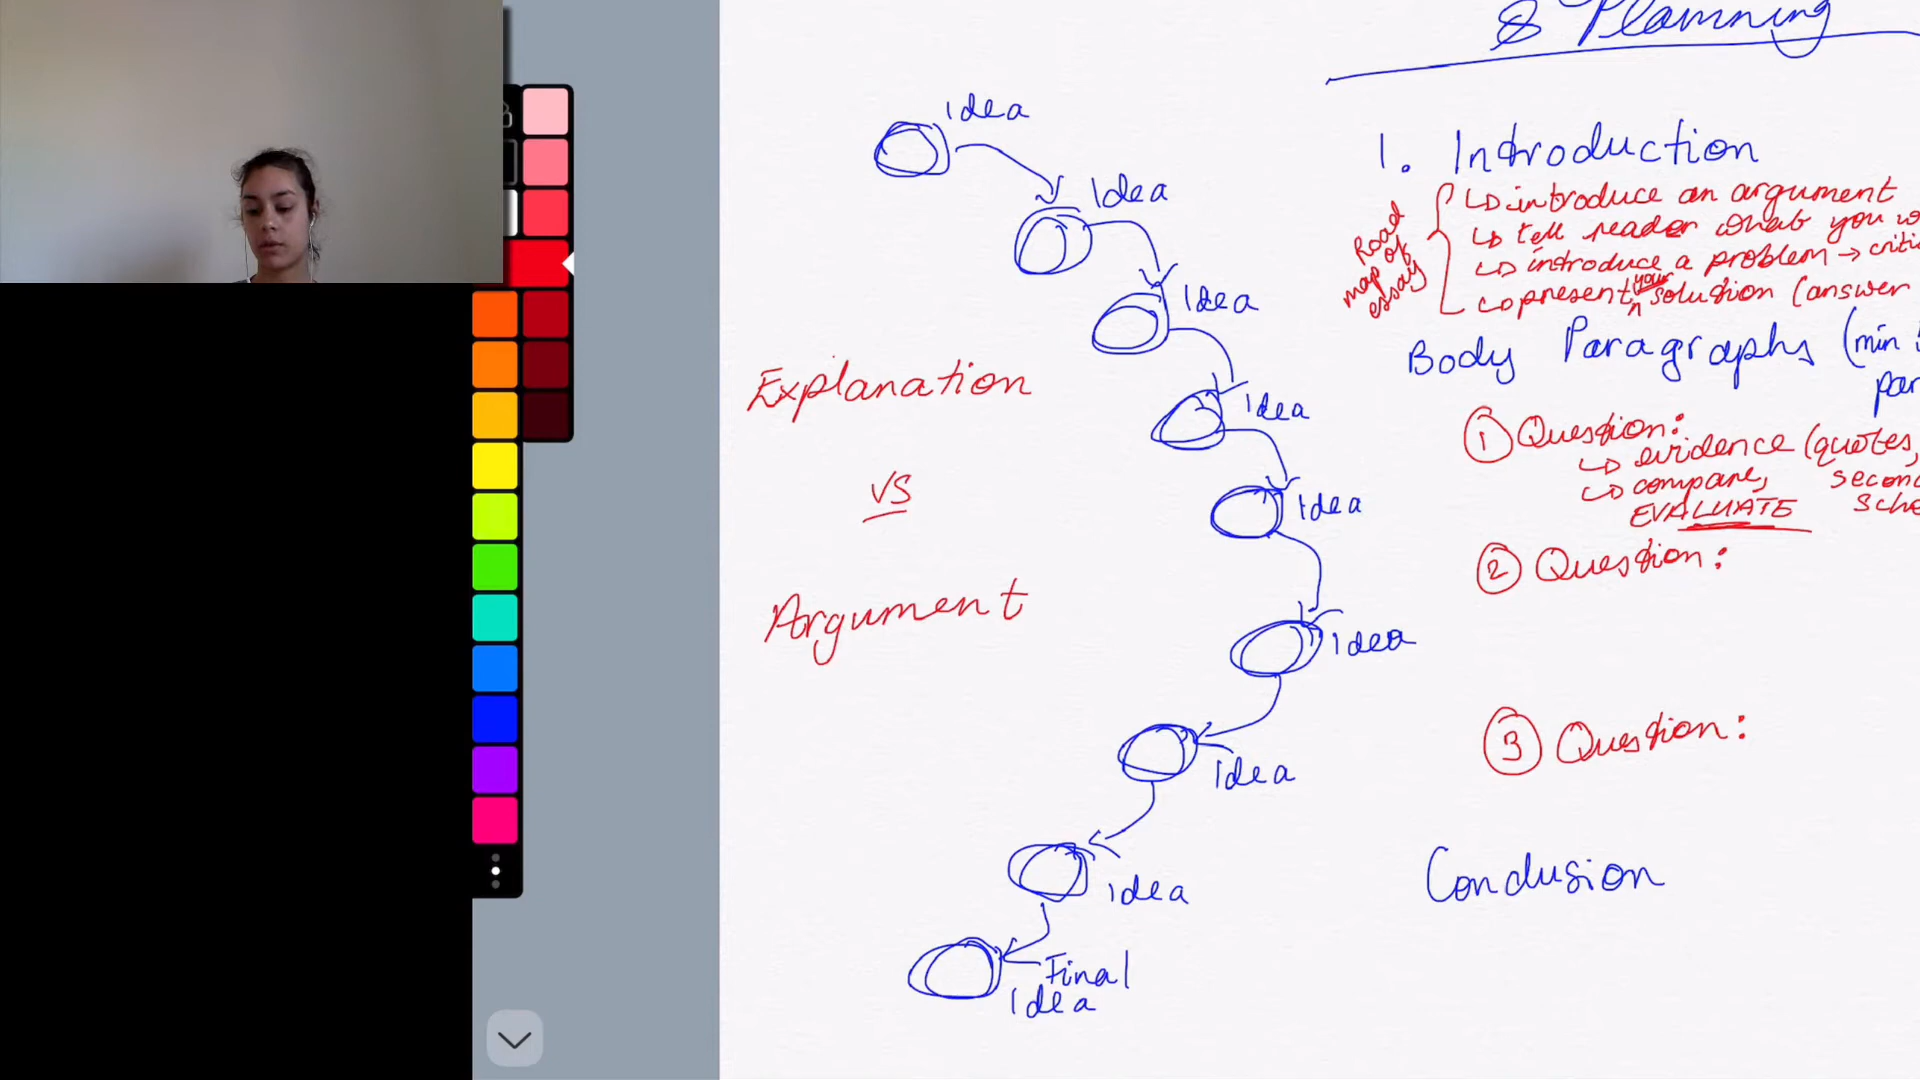 & Planning
idea
idea
idea
idea
idea
idea
idea
idea
Final
idea
Explanation
vs
Argument
1. Introduction
Road
map of
essay
↳ introduce an argument
↳ tell reader what you
↳ introduce a problem →
↳ present your solution (answer
Body Paragraphs (min
① Question:
↳ evidence (quotes,
↳ compare,
EVALUATE
② Question:
③ Question:
Conclusion